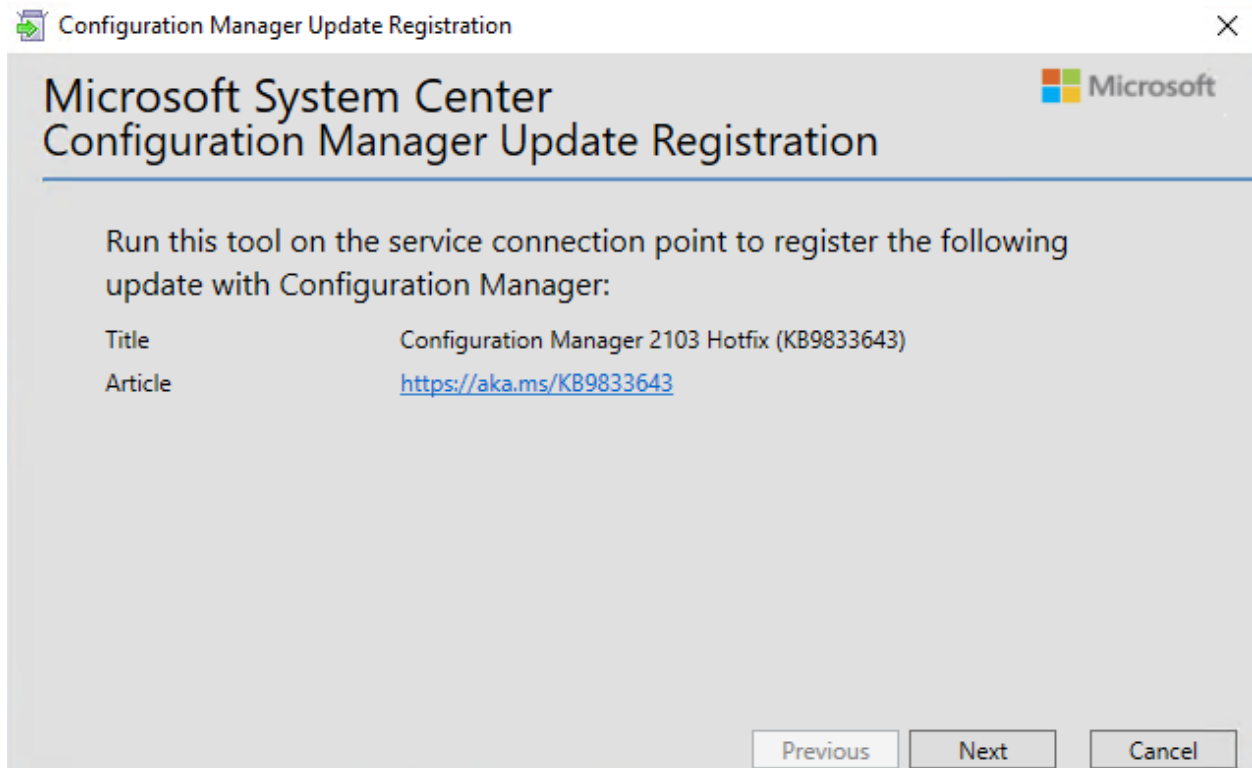 Configuration Manager Update Registration
Microsoft System Center
Microsoft
Configuration Manager Update Registration
Run this tool on the service connection point to register the following
update with Configuration Manager:
Title Configuration Manager 2103 Hotfix (KB9833643)
Article https://aka.ms/KB9833643
Previous Next Cancel